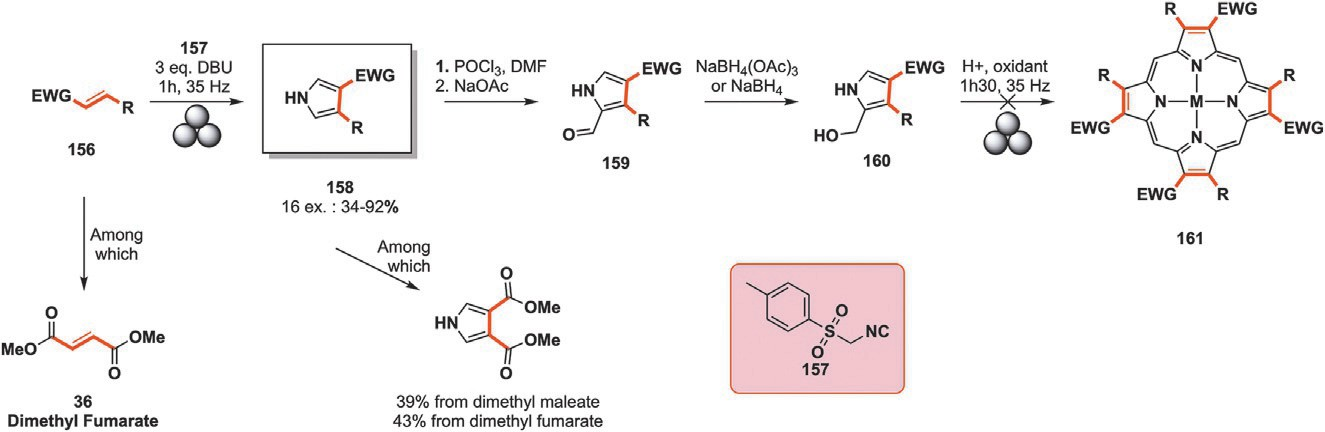 EWG
R
156
157
3 eq. DBU
1h, 35 Hz
HN
EWG
R
158
16 ex. : 34-92%
1. POCl3, DMF
2. NaOAc
HN
EWG
R
O
159
NaBH4(OAc)3
or NaBH4
HN
EWG
R
HO
160
H+, oxidant
1h30, 35 Hz
R
EWG
R
N
R
N
M
N
EWG
N
EWG
EWG
R
161
Among
which
O
OMe
MeO
O
36
Dimethyl Fumarate
Among
which
O
OMe
HN
OMe
O
39% from dimethyl maleate
43% from dimethyl fumarate
O
S
NC
O
157